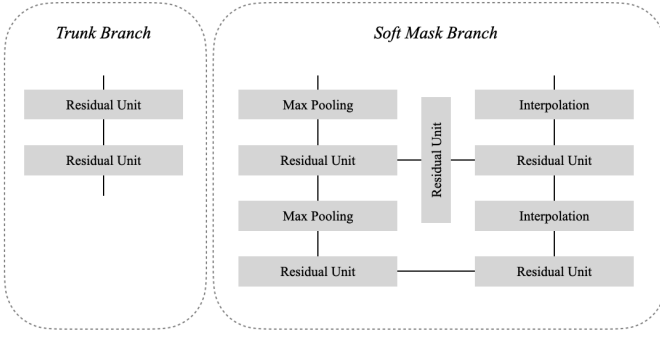 Trunk Branch
Residual Unit
Residual Unit
Soft Mask Branch
Max Pooling
Residual Unit
Max Pooling
Residual Unit
Residual Unit
Interpolation
Residual Unit
Interpolation
Residual Unit